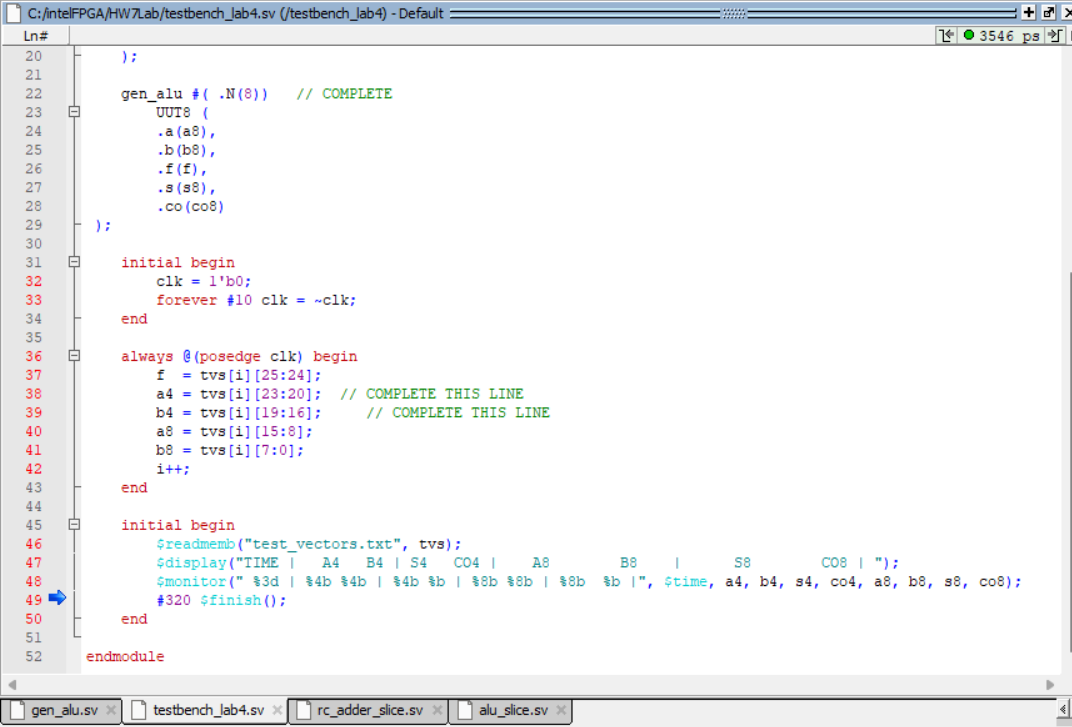 C:/intelFPGA/HW7Lab/testbench_lab4.sv (/testbench_lab4) - Default
Ln#
3546 ps
20 );
21
22 gen_alu #( .N(8)) // COMPLETE
23 UUT8 (
24 .a(a8),
25 .b(b8),
26 .f(f),
27 .s(s8),
28 .co(co8)
29 );
30
31 initial begin
32 clk = 1'b0;
33 forever #10 clk = ~clk;
34 end
35
36 always @(posedge clk) begin
37 f  = tvs[i][25:24];
38 a4 = tvs[i][23:20];  // COMPLETE THIS LINE
39 b4 = tvs[i][19:16];     // COMPLETE THIS LINE
40 a8 = tvs[i][15:8];
41 b8 = tvs[i][7:0];
42 i++;
43 end
44
45 initial begin
46 $readmemb("test_vectors.txt", tvs);
47 $display("TIME |   A4   B4 | S4   CO4 |    A8        B8    |      S8        CO8 | ");
48 $monitor(" %3d | %4b %4b | %4b %b | %8b %8b | %8b  %b |", $time, a4, b4, s4, co4, a8, b8, s8, co8);
49 #320 $finish();
50 end
51
52 endmodule
gen_alu.sv
testbench_lab4.sv
rc_adder_slice.sv
alu_slice.sv